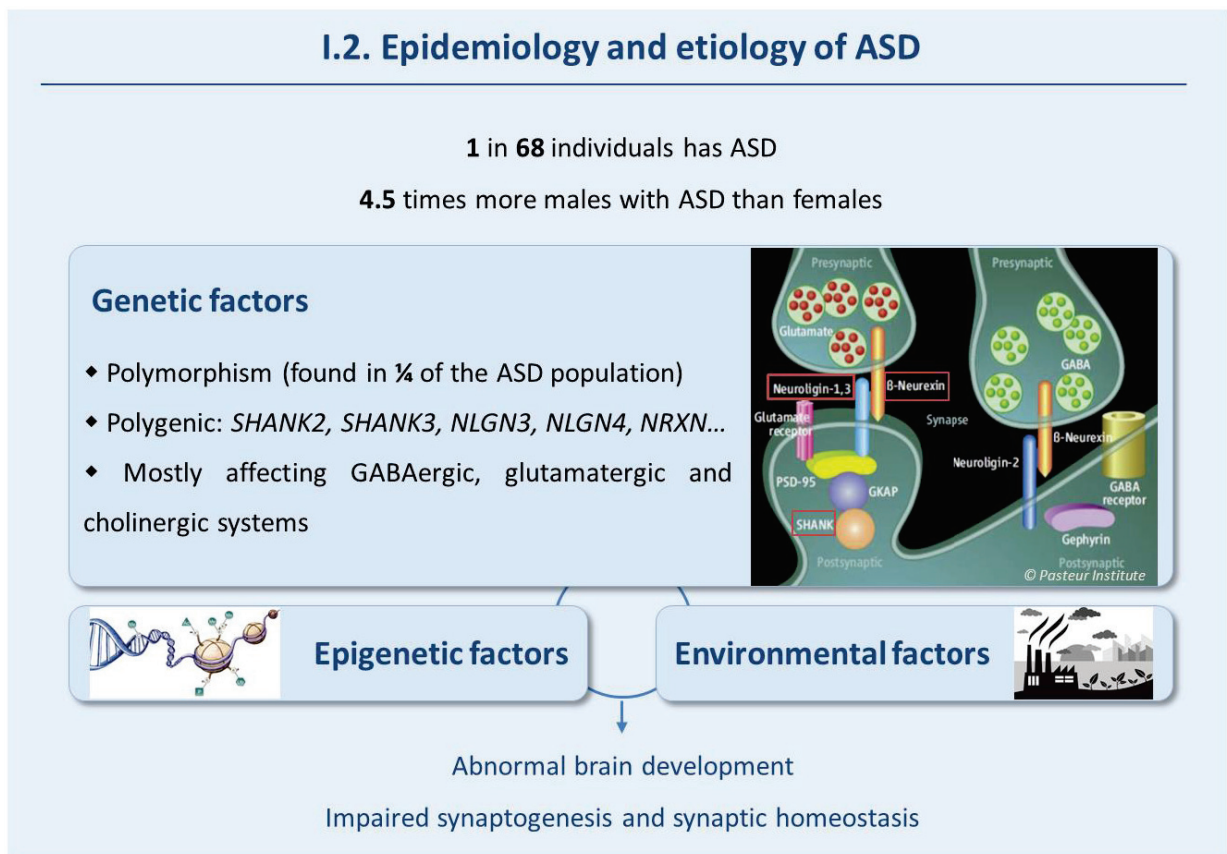 I.2. Epidemiology and etiology of ASD
1 in 68 individuals has ASD
4.5 times more males with ASD than females
Genetic factors
◆ Polymorphism (found in ¼ of the ASD population)
◆ Polygenic: SHANK2, SHANK3, NLGN3, NLGN4, NRXN...
◆ Mostly affecting GABAergic, glutamatergic and
cholinergic systems
Presynaptic
Glutamate
Neuroligin-1,3
ß-Neurexin
Glutamate
receptor
Synapse
PSD-95
GKAP
SHANK
Postsynaptic
Presynaptic
GABA
ß-Neurexin
Neuroligin-2
GABA
receptor
Gephyrin
Postsynaptic
© Pasteur Institute
Epigenetic factors
Environmental factors
Abnormal brain development
Impaired synaptogenesis and synaptic homeostasis